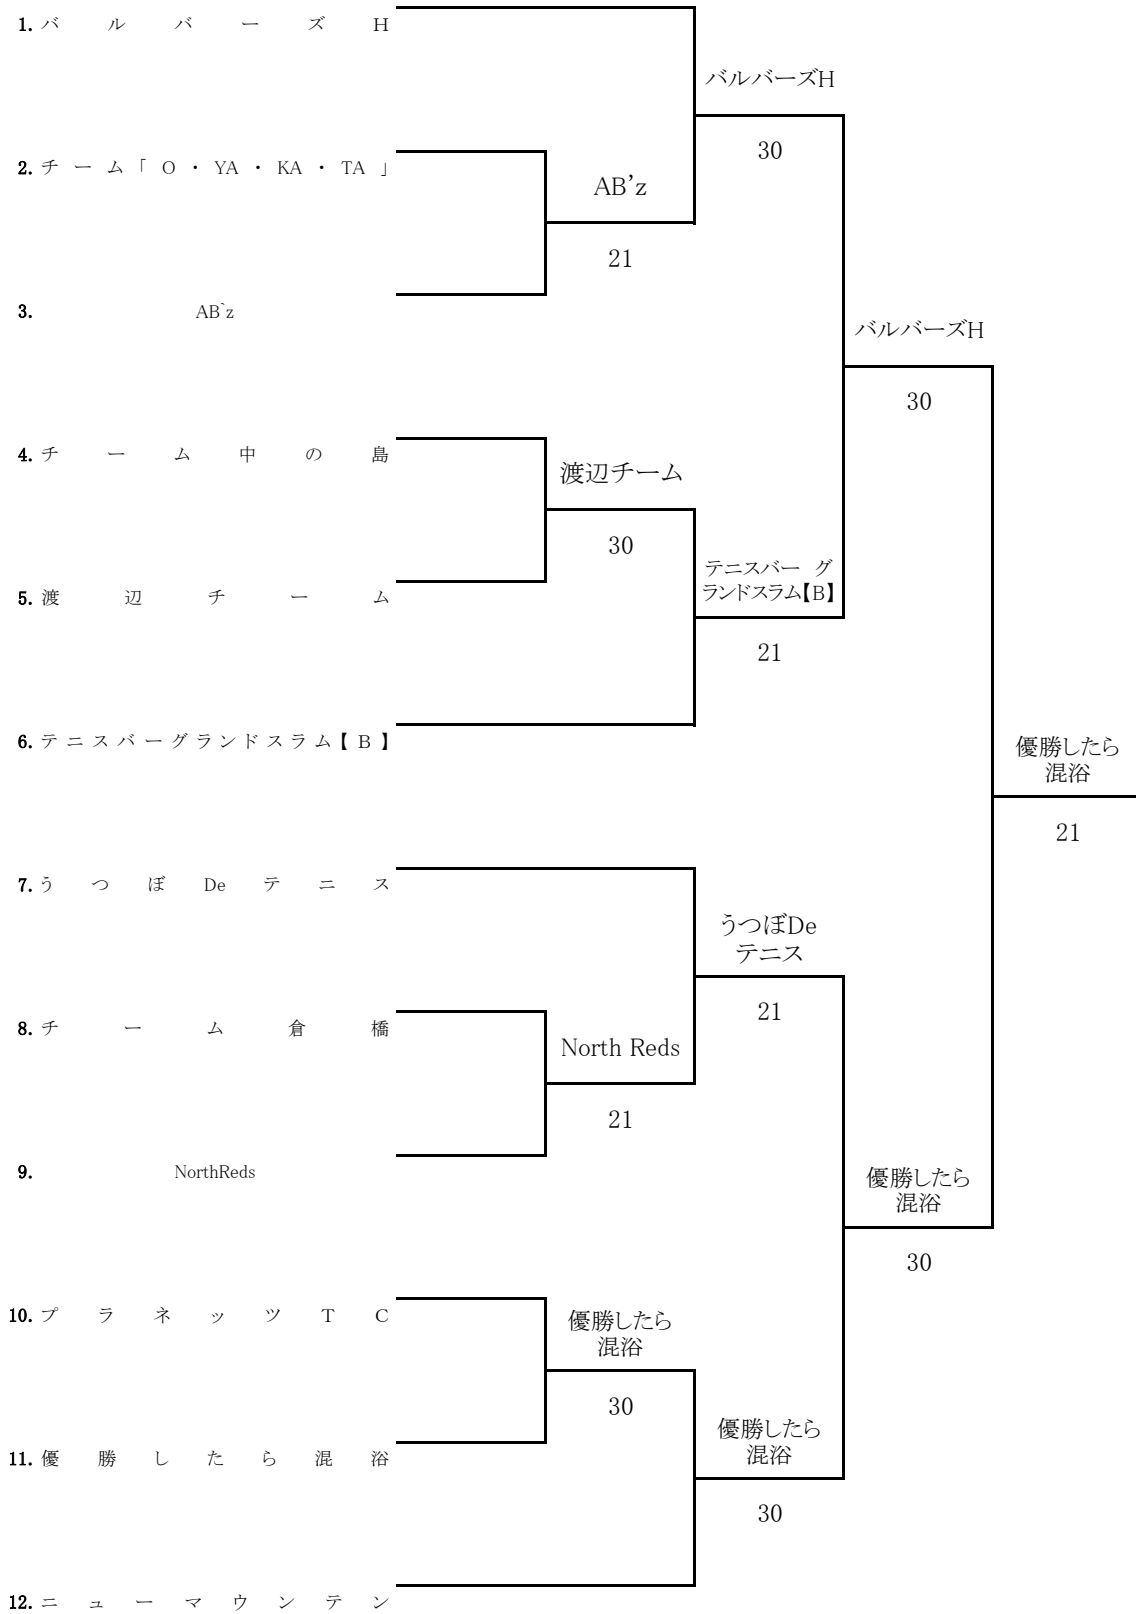 1. バルバーズH
バルバーズH
30
2. チーム「O・YA・KA・TA」
AB’z
21
3. AB`z
バルバーズH
30
4. チーム中の島
渡辺チーム
30
テニスバー グ
ランドスラム【B】
21
5. 渡辺チーム
6. テニスバーグランドスラム【B】
優勝したら
混浴
21
7. うつぼDeテニス
うつぼDe
テニス
21
8. チーム倉橋
North Reds
21
9. NorthReds
優勝したら
混浴
30
10. プラネッツTC
優勝したら
混浴
30
11. 優勝したら混浴
優勝したら
混浴
30
12. ニューマウンテン